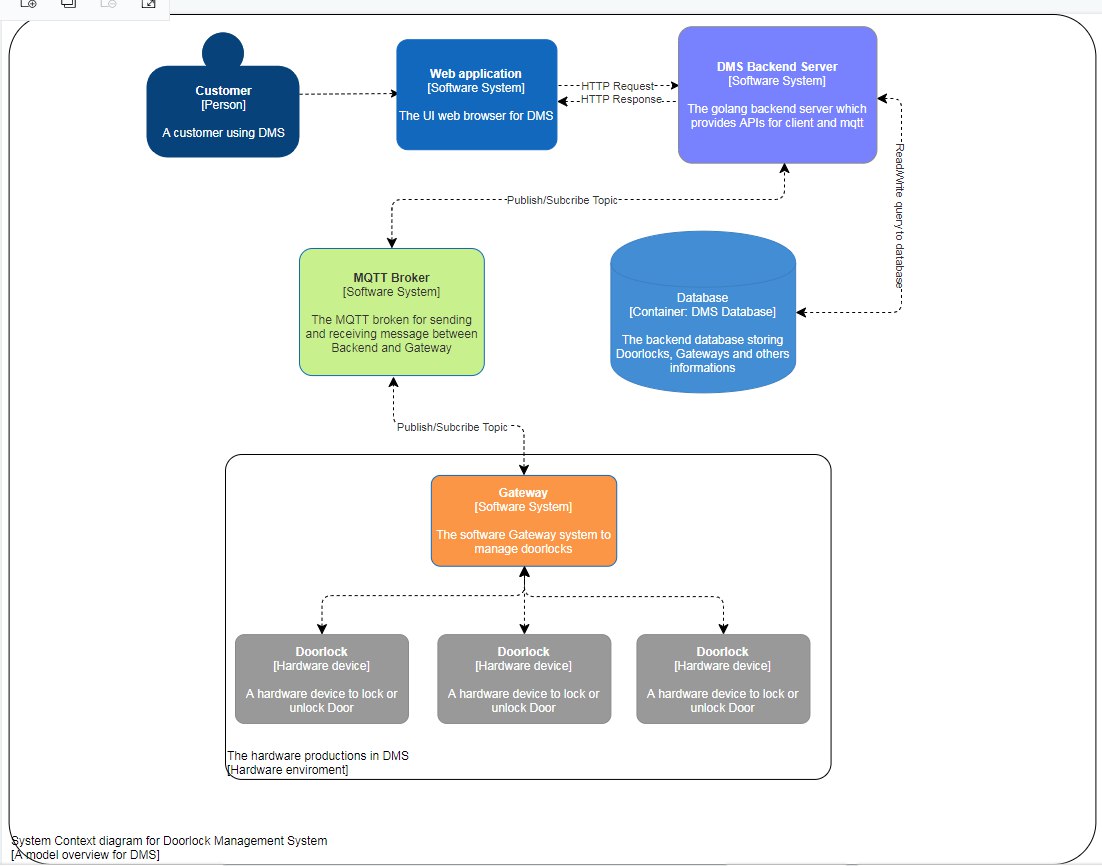 Customer
[Person]
A customer using DMS
Web application
[Software System]
The UI web browser for DMS
HTTP Request
HTTP Response
DMS Backend Server
[Software System]
The golang backend server which
provides APIs for client and mqtt
Read/Write query to database
Publish/Subcribe Topic
MQTT Broker
[Software System]
The MQTT broken for sending
and receiving message between
Backend and Gateway
Database
[Container: DMS Database]
The backend database storing
Doorlocks, Gateways and others
informations
Publish/Subcribe Topic
Gateway
[Software System]
The software Gateway system to
manage doorlocks
Doorlock
[Hardware device]
A hardware device to lock or
unlock Door
Doorlock
[Hardware device]
A hardware device to lock or
unlock Door
Doorlock
[Hardware device]
A hardware device to lock or
unlock Door
The hardware productions in DMS
[Hardware enviroment]
System Context diagram for Doorlock Management System
[A model overview for DMS]